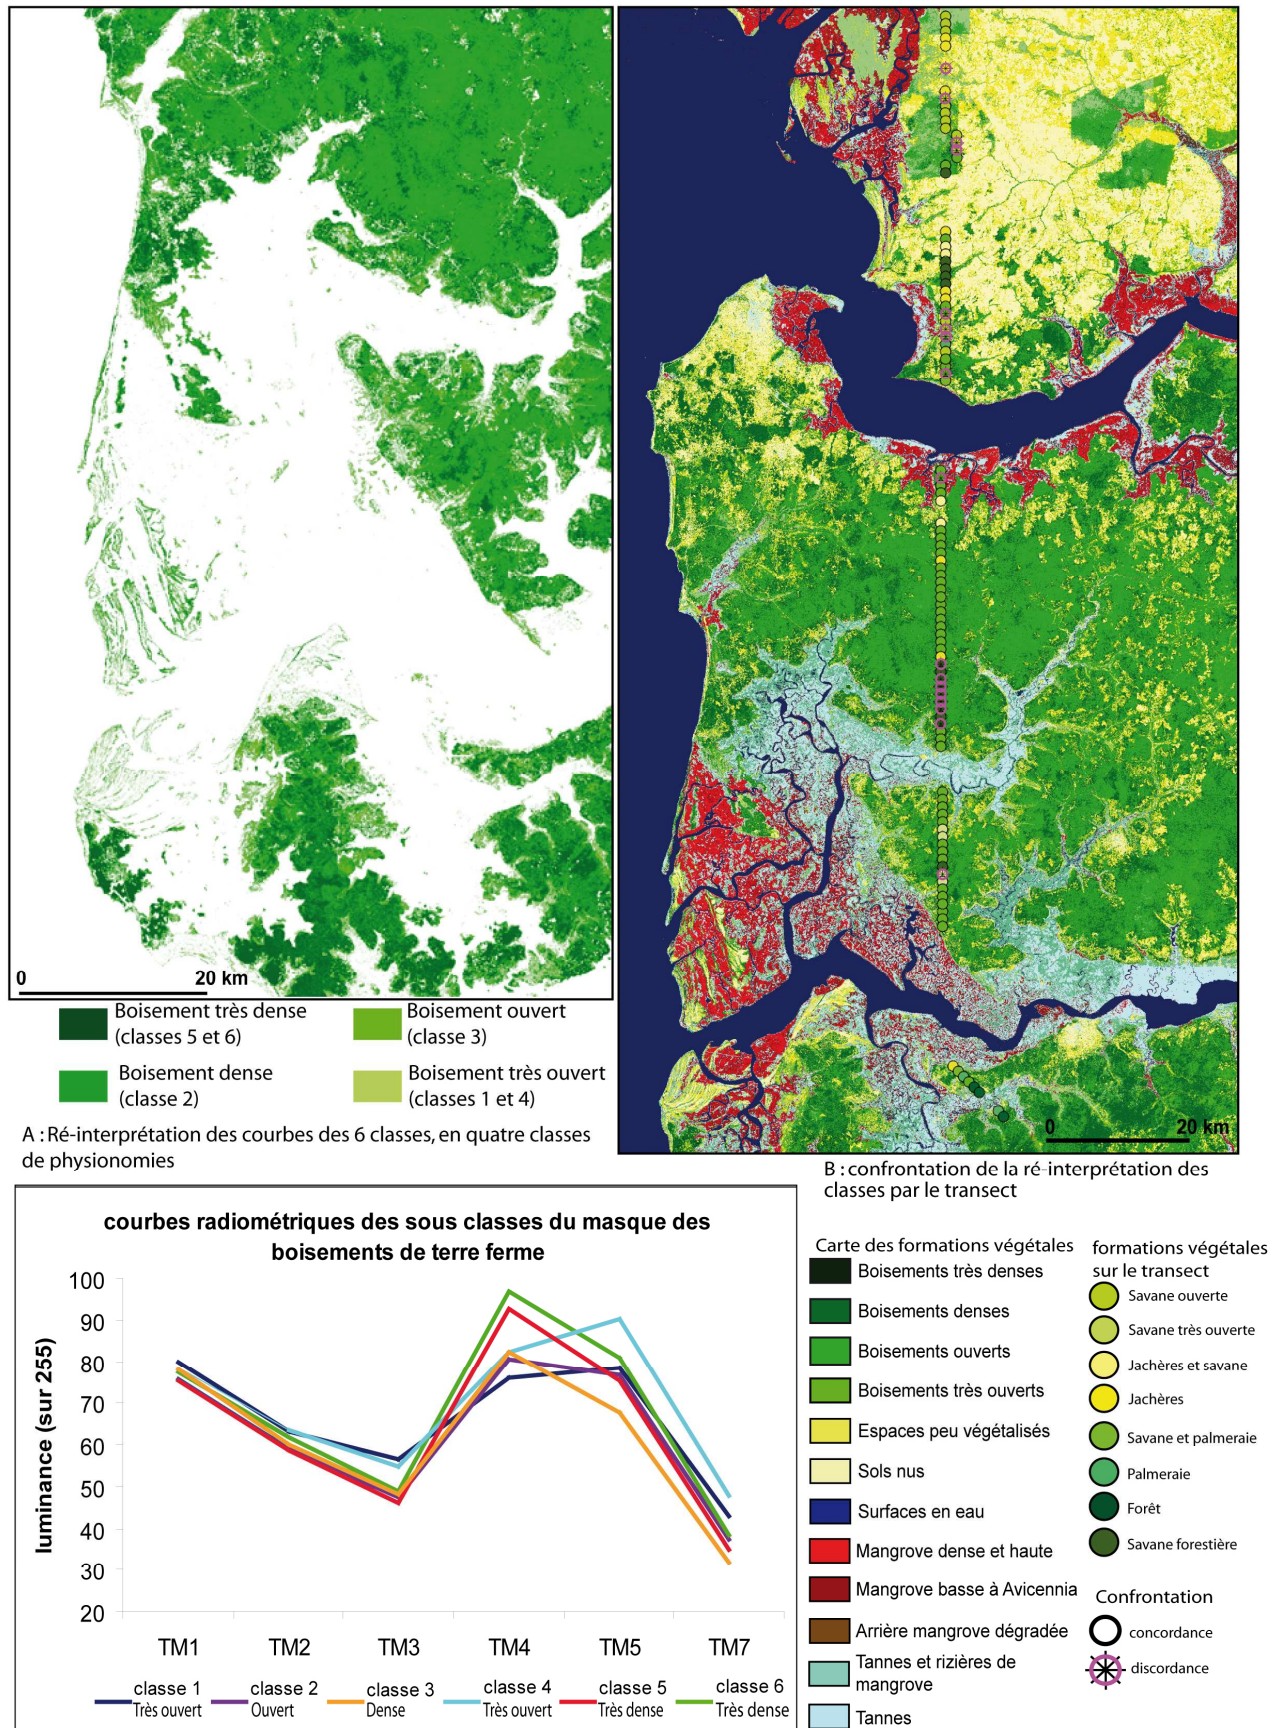 0
20 km
Boisement très dense
(classes 5 et 6)
Boisement ouvert
(classe 3)
Boisement dense
(classe 2)
Boisement très ouvert
(classes 1 et 4)
A : Ré-interprétation des courbes des 6 classes, en quatre classes
de physionomies
0
20 km
B : confrontation de la ré-interprétation des
classes par le transect
courbes radiométriques des sous classes du masque des
boisements de terre ferme
luminance (sur 255)
100
90
80
70
60
50
40
30
20
TM1 TM2 TM3 TM4 TM5 TM7
classe 1 classe 2 classe 3 classe 4 classe 5 classe 6
Très ouvert Ouvert Dense Très ouvert Très dense Très dense
Carte des formations végétales
Boisements très denses
Boisements denses
Boisements ouverts
Boisements très ouverts
Espaces peu végétalisés
Sols nus
Surfaces en eau
Mangrove dense et haute
Mangrove basse à Avicennia
Arrière mangrove dégradée
Tannes et rizières de
mangrove
Tannes
formations végétales
sur le transect
Savane ouverte
Savane très ouverte
Jachères et savane
Jachères
Savane et palmeraie
Palmeraie
Forêt
Savane forestière
Confrontation
concordance
discordance